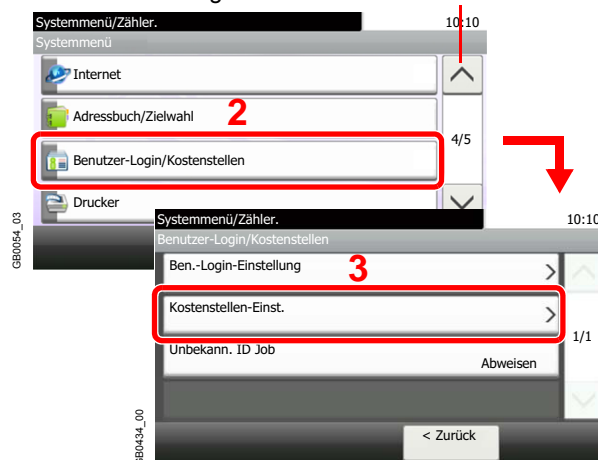 Systemmenü/Zähler.
10:10
Systemmenü
Internet
Adressbuch/Zielwahl
2
4/5
Benutzer-Login/Kostenstellen
Drucker
GB0054_03
Systemmenü/Zähler.
10:10
Benutzer-Login/Kostenstellen
Ben.-Login-Einstellung
3
Kostenstellen-Einst.
1/1
Unbekann. ID Job
Abweisen
GB0434_00
< Zurück